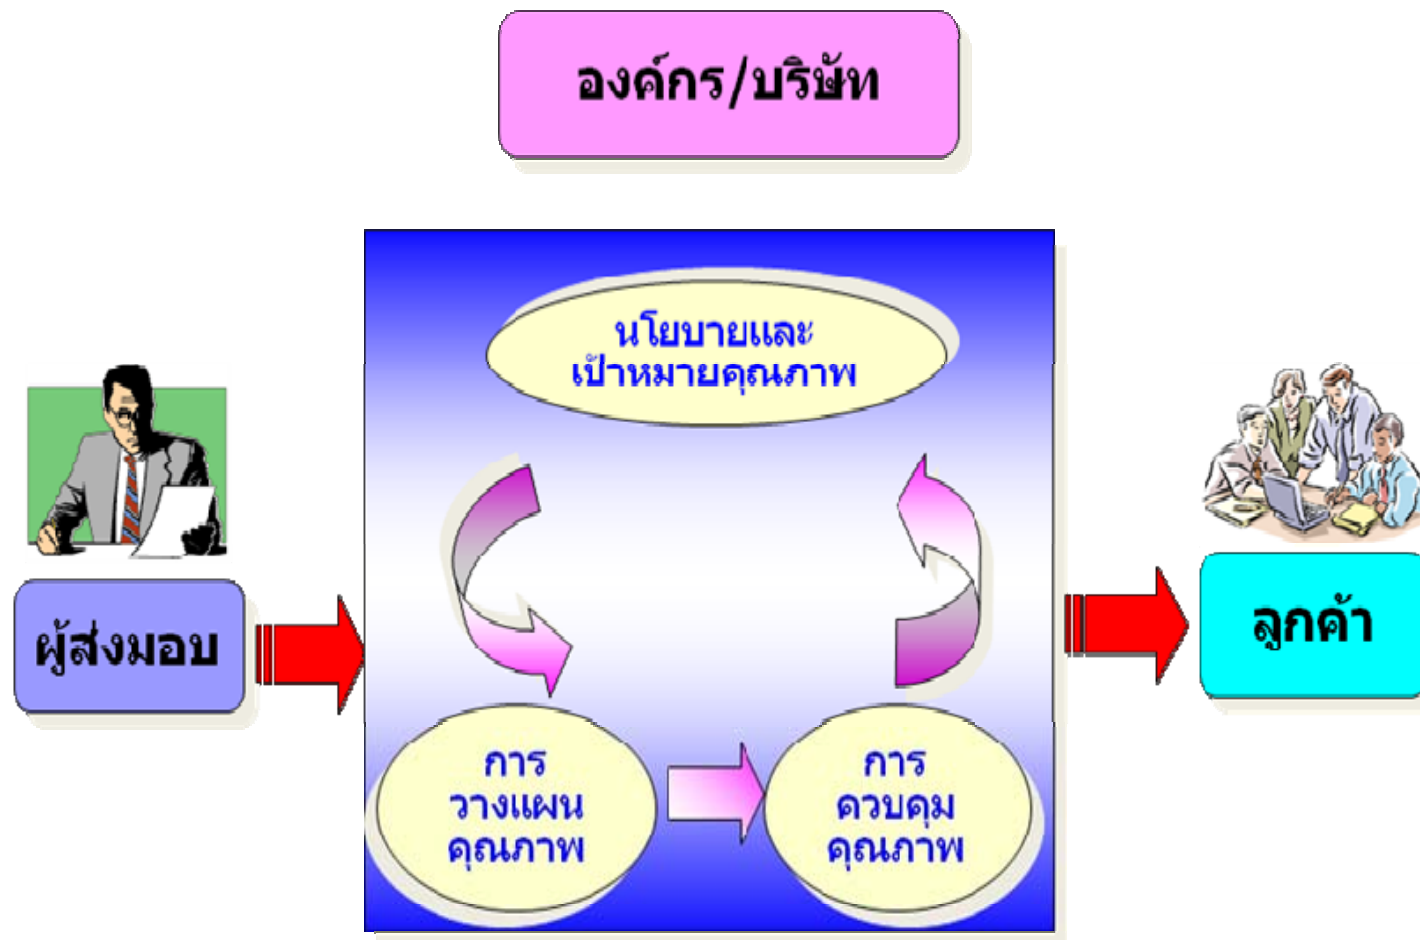 องค์กร/บริษัท
นโยบายและ
เป้าหมายคุณภาพ
ผู้ส่งมอบ
ลูกค้า
การ
วางแผน
คุณภาพ
การ
ควบคุม
คุณภาพ